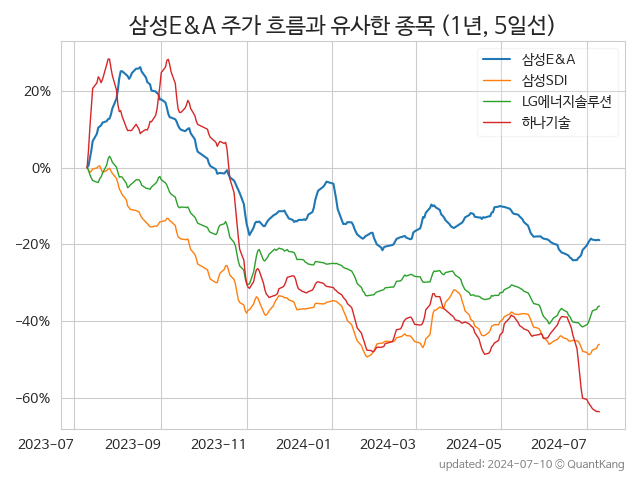 삼성E&A 주가 흐름과 유사한 종목 (1년, 5일선)
삼성E&A
삼성SDI
LG에너지솔루션
하나기술
20%
0%
−20%
−40%
−60%
2023-07
2023-09
2023-11
2024-01
2024-03
2024-05
2024-07
updated: 2024-07-10 © QuantKang